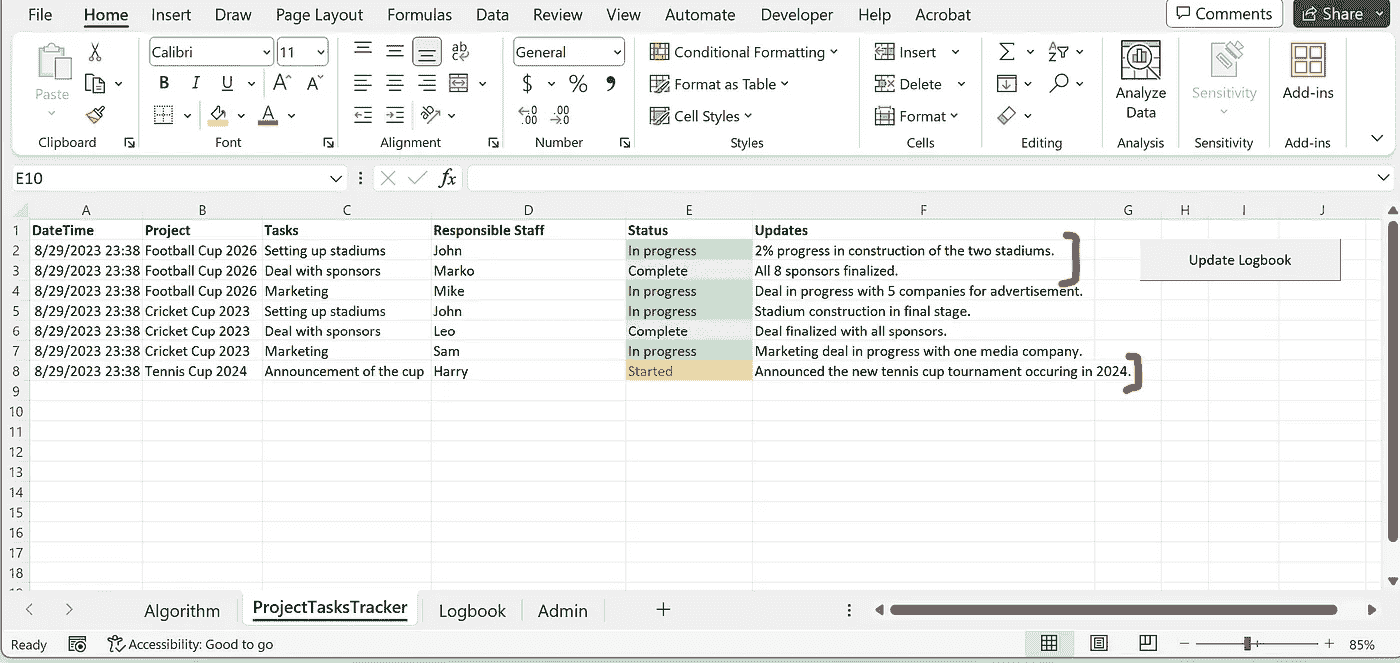 File Home Insert Draw Page Layout Formulas Data Review View Automate Developer Help Acrobat Comments Share
Paste
Clipboard
Calibri 11
B I U A A
A
Font
ab
Alignment
General
$ % 9
.00 .00
Number
Conditional Formatting
Format as Table
Cell Styles
Styles
Insert
Delete
Format
Cells
Editing
Analyze
Data
Analysis
Sensitivity
Sensitivity
Add-ins
Add-ins
E10 fx
A B C D E F G H I J
1 DateTime Project Tasks Responsible Staff Status Updates
2 8/29/2023 23:38 Football Cup 2026 Setting up stadiums John In progress 2% progress in construction of the two stadiums.
Update Logbook
3 8/29/2023 23:38 Football Cup 2026 Deal with sponsors Marko Complete All 8 sponsors finalized.
4 8/29/2023 23:38 Football Cup 2026 Marketing Mike In progress Deal in progress with 5 companies for advertisement.
5 8/29/2023 23:38 Cricket Cup 2023 Setting up stadiums John In progress Stadium construction in final stage.
6 8/29/2023 23:38 Cricket Cup 2023 Deal with sponsors Leo Complete Deal finalized with all sponsors.
7 8/29/2023 23:38 Cricket Cup 2023 Marketing Sam In progress Marketing deal in progress with one media company.
8 8/29/2023 23:38 Tennis Cup 2024 Announcement of the cup Harry Started Announced the new tennis cup tournament occuring in 2024.
9
10
11
12
13
14
15
16
17
18
Algorithm ProjectTasksTracker Logbook Admin +
Ready Accessibility: Good to go 85%